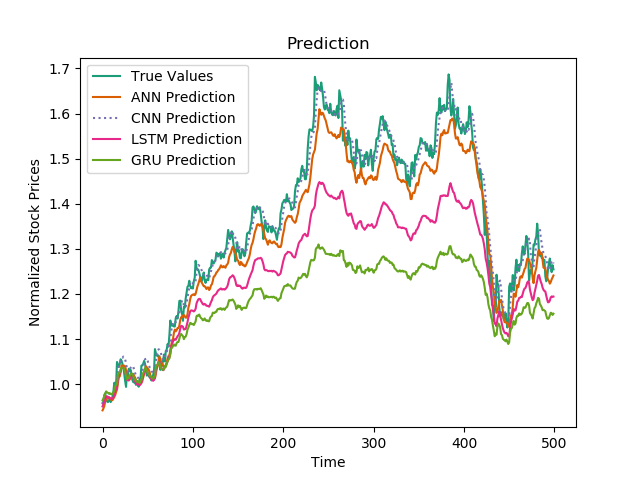 Prediction
1.7
1.6
1.5
1.4
1.3
1.2
1.1
1.0
Normalized Stock Prices
True Values
ANN Prediction
CNN Prediction
LSTM Prediction
GRU Prediction
0 100 200 300 400 500
Time